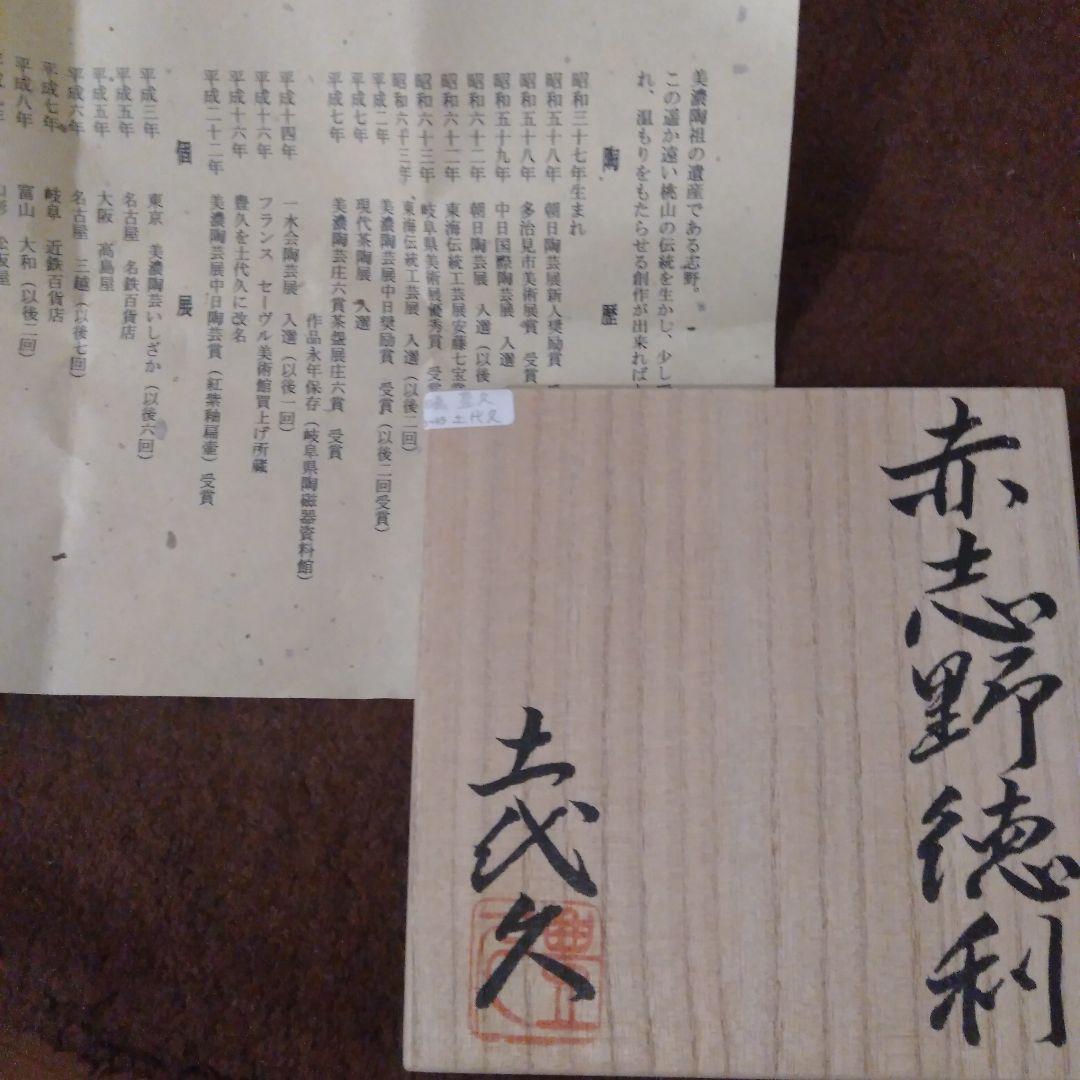 美濃陶祖の遺産である志野。
この遥か遠い桃山の伝統を生かし、少しで
れ、温もりをもたらせる創作が出来れば
陶歴
昭和三十七年生まれ
昭和五十八年 朝日陶芸展新人奨励賞
昭和五十八年 多治見市美術展賞 受
昭和五十九年 中日国際陶芸展 入選
昭和六十二年 朝日陶芸展 入選（以後
昭和六十二年 東海伝統工芸展安藤七宝
昭和六十三年 岐阜県美術展優秀賞 受
昭和六十三年 東海伝統工芸展 入選（以後二回）
平成二年 美濃陶芸展中日奨励賞 受賞（以後二回受賞）
平成七年 現代茶陶展 入選
平成七年 美濃陶芸庄六賞茶盌展庄六賞 受賞
作品永年保存（岐阜県陶磁器資料館）
平成十四年 一水会陶芸展 入選（以後一回）
平成十六年 フランス セーヴル美術館買上げ所蔵
平成十六年 豊久を土代久に改名
平成二十二年 美濃陶芸展中日陶芸賞（紅紫釉扁壷）受賞
個展
平成三年 東京 美濃陶芸いしざか（以後六回）
平成五年 名古屋 名鉄百貨店
平成五年 大阪 高島屋
平成六年 名古屋 三越（以後七回）
平成七年 岐阜 近鉄百貨店
平成八年 富山 大和（以後二回）
豊久
土代久
赤志野徳利
土代久